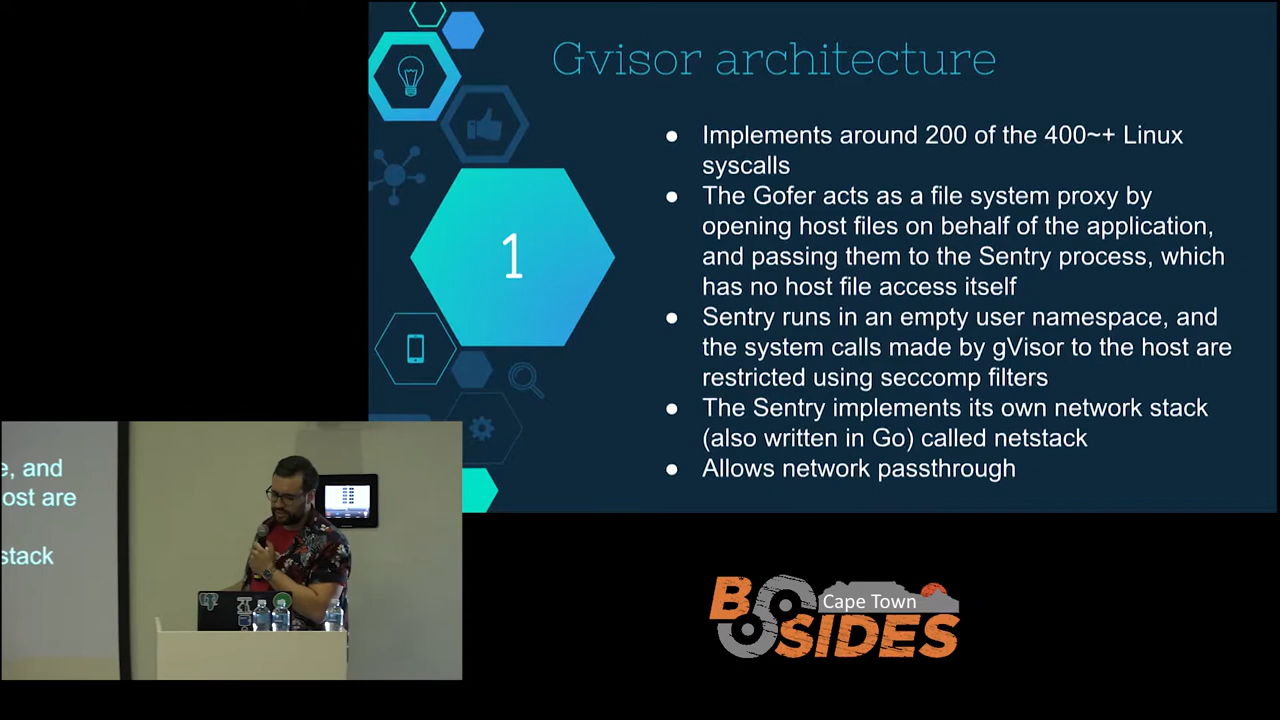 Gvisor architecture
1
● Implements around 200 of the 400~+ Linux
syscalls
● The Gofer acts as a file system proxy by
opening host files on behalf of the application,
and passing them to the Sentry process, which
has no host file access itself
● Sentry runs in an empty user namespace, and
the system calls made by gVisor to the host are
restricted using seccomp filters
● The Sentry implements its own network stack
(also written in Go) called netstack
● Allows network passthrough
e, and
ost are
stack
BSIDES
Cape Town